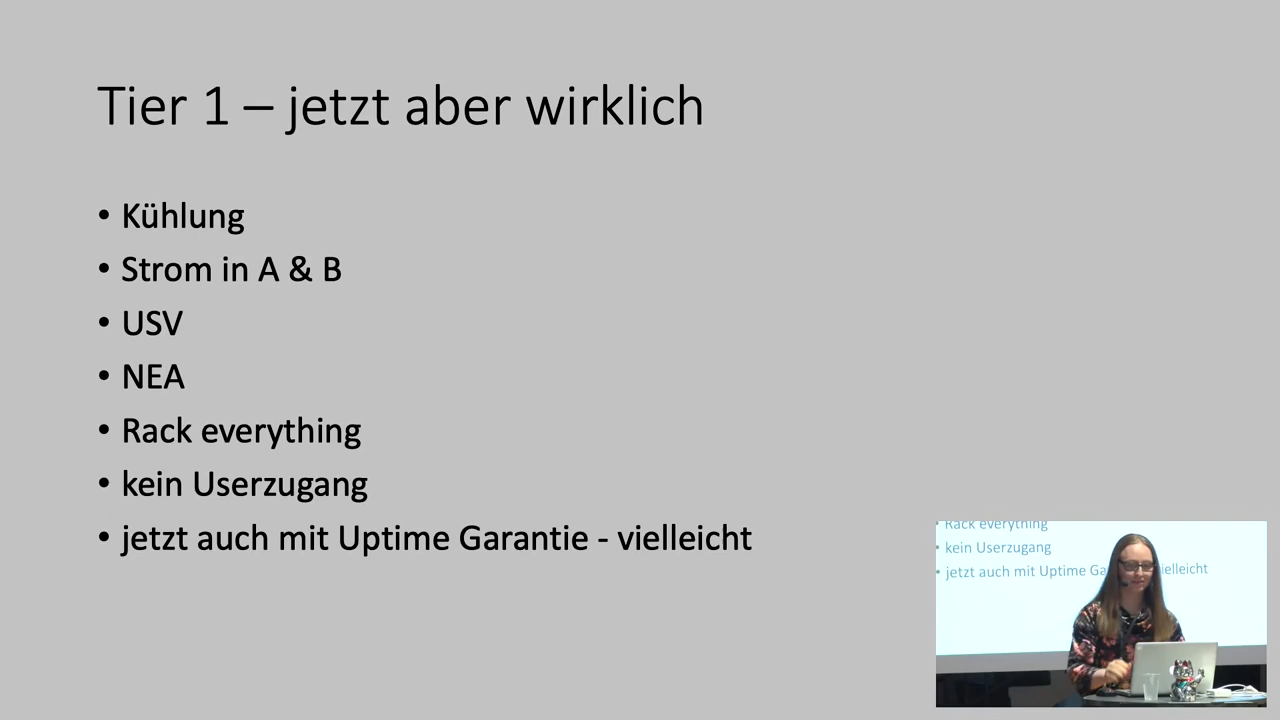 Tier 1 – jetzt aber wirklich
• Kühlung
• Strom in A & B
• USV
• NEA
• Rack everything
• kein Userzugang
• jetzt auch mit Uptime Garantie - vielleicht
• Rack everything
• kein Userzugang
• jetzt auch mit Uptime Ga ielleicht